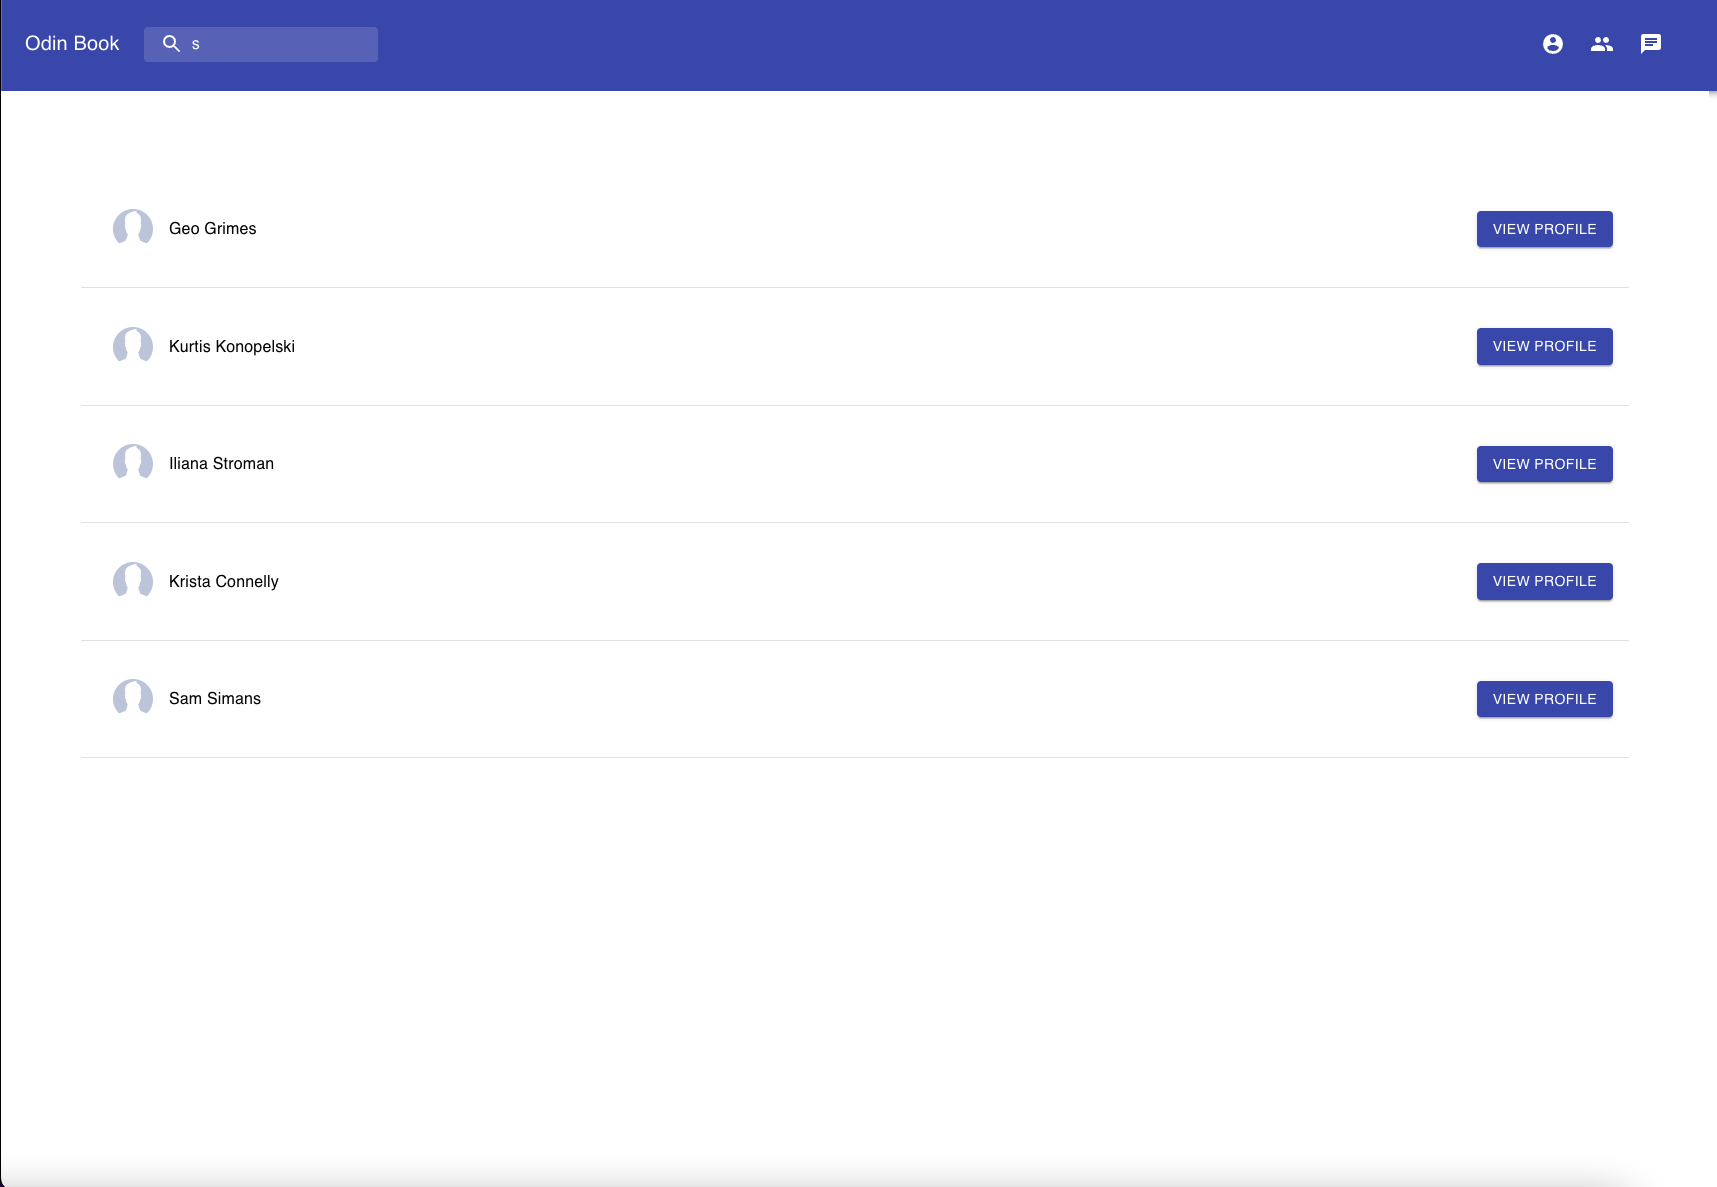 Odin Book s
Geo Grimes VIEW PROFILE
Kurtis Konopelski VIEW PROFILE
Iliana Stroman VIEW PROFILE
Krista Connelly VIEW PROFILE
Sam Simans VIEW PROFILE